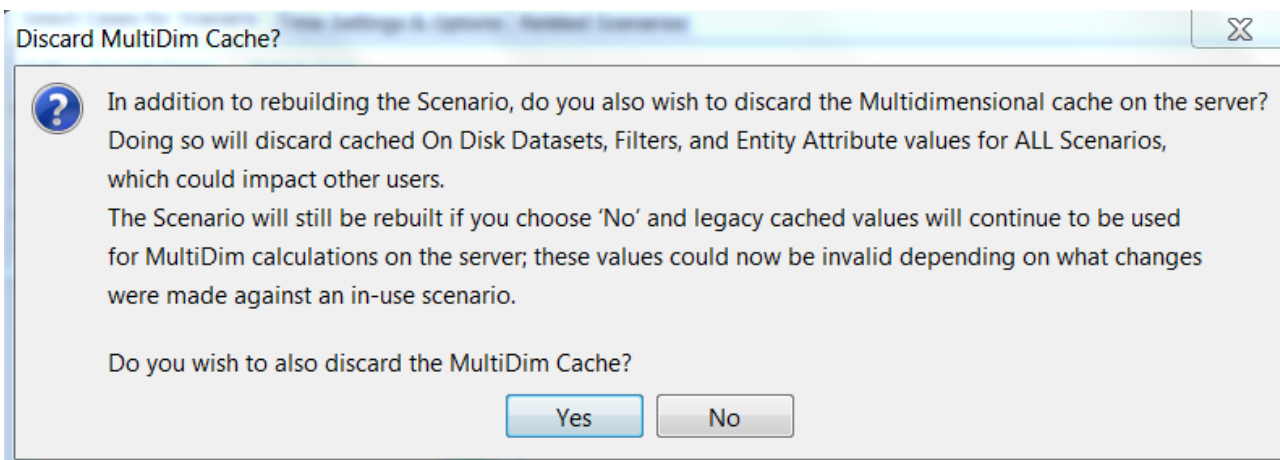 Discard MultiDim Cache?
In addition to rebuilding the Scenario, do you also wish to discard the Multidimensional cache on the server?
Doing so will discard cached On Disk Datasets, Filters, and Entity Attribute values for ALL Scenarios,
which could impact other users.
The Scenario will still be rebuilt if you choose ‘No’ and legacy cached values will continue to be used
for MultiDim calculations on the server; these values could now be invalid depending on what changes
were made against an in-use scenario.
Do you wish to also discard the MultiDim Cache?
Yes No